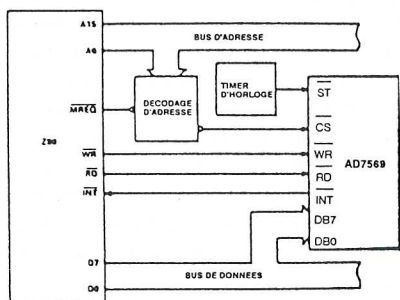 A15
BUS D'ADRESSE
A0
TIMER
D'HORLOGE
ST
DECODAGE
D'ADRESSE
MREQ
CS
Z80
WR
WR
AD7569
RD
RD
INT
INT
DB7
DB0
D7
BUS DE DONNEES
D0